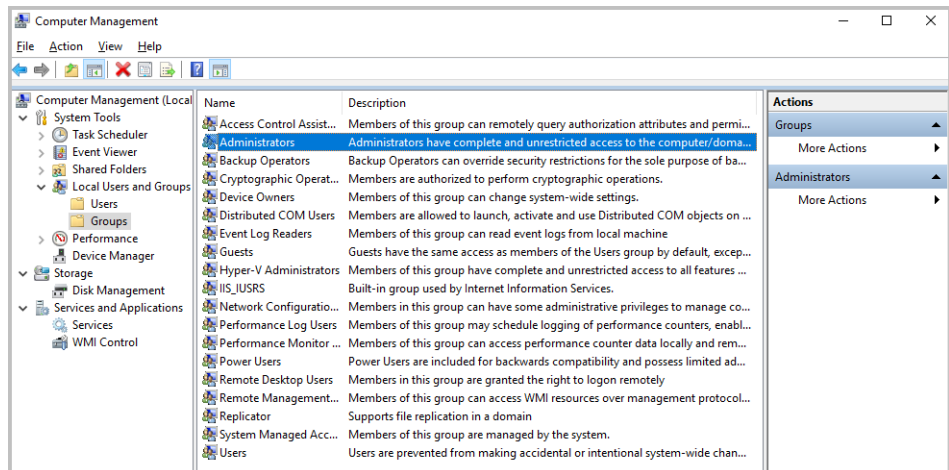 Computer Management
File Action View Help
Computer Management (Local
System Tools
Task Scheduler
Event Viewer
Shared Folders
Local Users and Groups
Users
Groups
Performance
Device Manager
Storage
Disk Management
Services and Applications
Services
WMI Control
Name Description
Access Control Assist... Members of this group can remotely query authorization attributes and permi...
Administrators Administrators have complete and unrestricted access to the computer/doma...
Backup Operators Backup Operators can override security restrictions for the sole purpose of ba...
Cryptographic Operat... Members are authorized to perform cryptographic operations.
Device Owners Members of this group can change system-wide settings.
Distributed COM Users Members are allowed to launch, activate and use Distributed COM objects on ...
Event Log Readers Members of this group can read event logs from local machine
Guests Guests have the same access as members of the Users group by default, excep...
Hyper-V Administrators Members of this group have complete and unrestricted access to all features ...
IIS_IUSRS Built-in group used by Internet Information Services.
Network Configuratio... Members in this group can have some administrative privileges to manage co...
Performance Log Users Members of this group may schedule logging of performance counters, enabl...
Performance Monitor ... Members of this group can access performance counter data locally and rem...
Power Users Power Users are included for backwards compatibility and possess limited ad...
Remote Desktop Users Members in this group are granted the right to logon remotely
Remote Management... Members of this group can access WMI resources over management protocol...
Replicator Supports file replication in a domain
System Managed Acc... Members of this group are managed by the system.
Users Users are prevented from making accidental or intentional system-wide chan...
Actions
Groups
More Actions
Administrators
More Actions